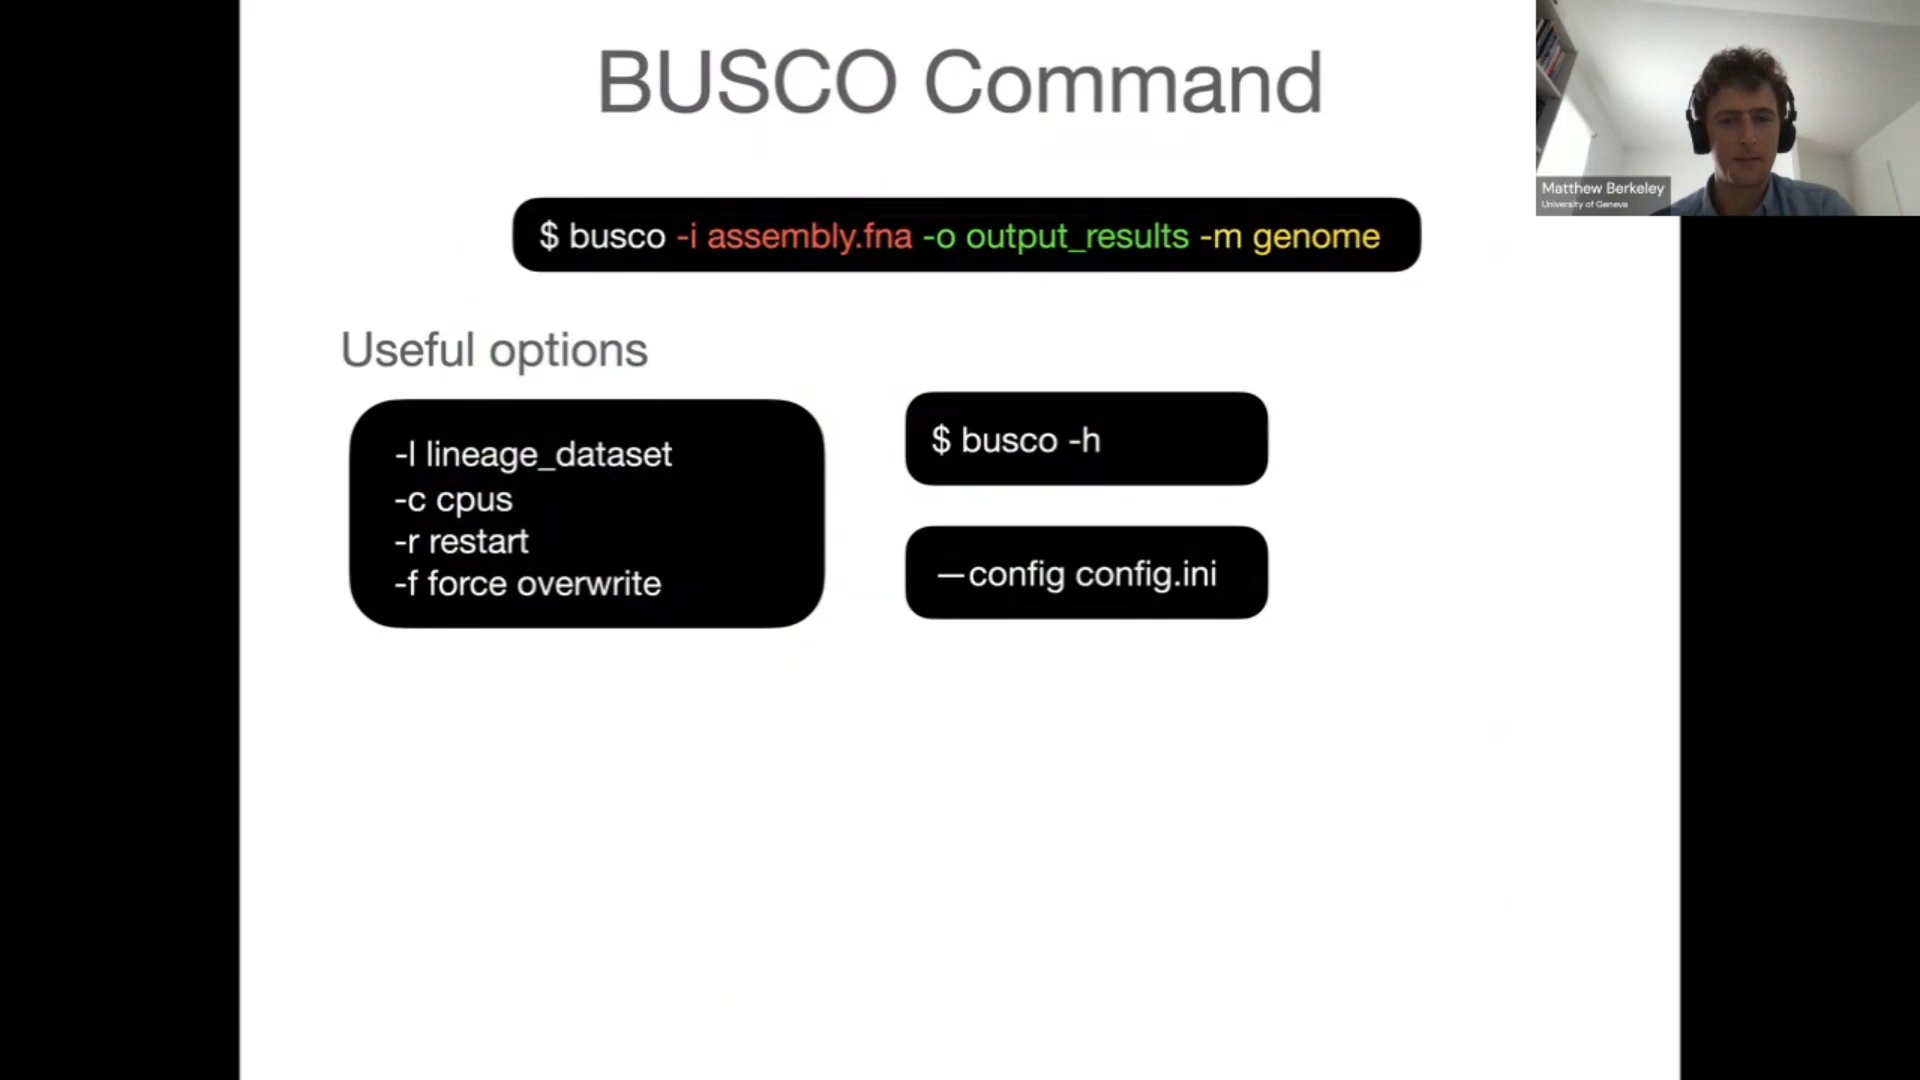 BUSCO Command
$ busco -i assembly.fna -o output_results -m genome
Useful options
-l lineage_dataset
-c cpus
-r restart
-f force overwrite
$ busco -h
—config config.ini
Matthew Berkeley
University of Geneva